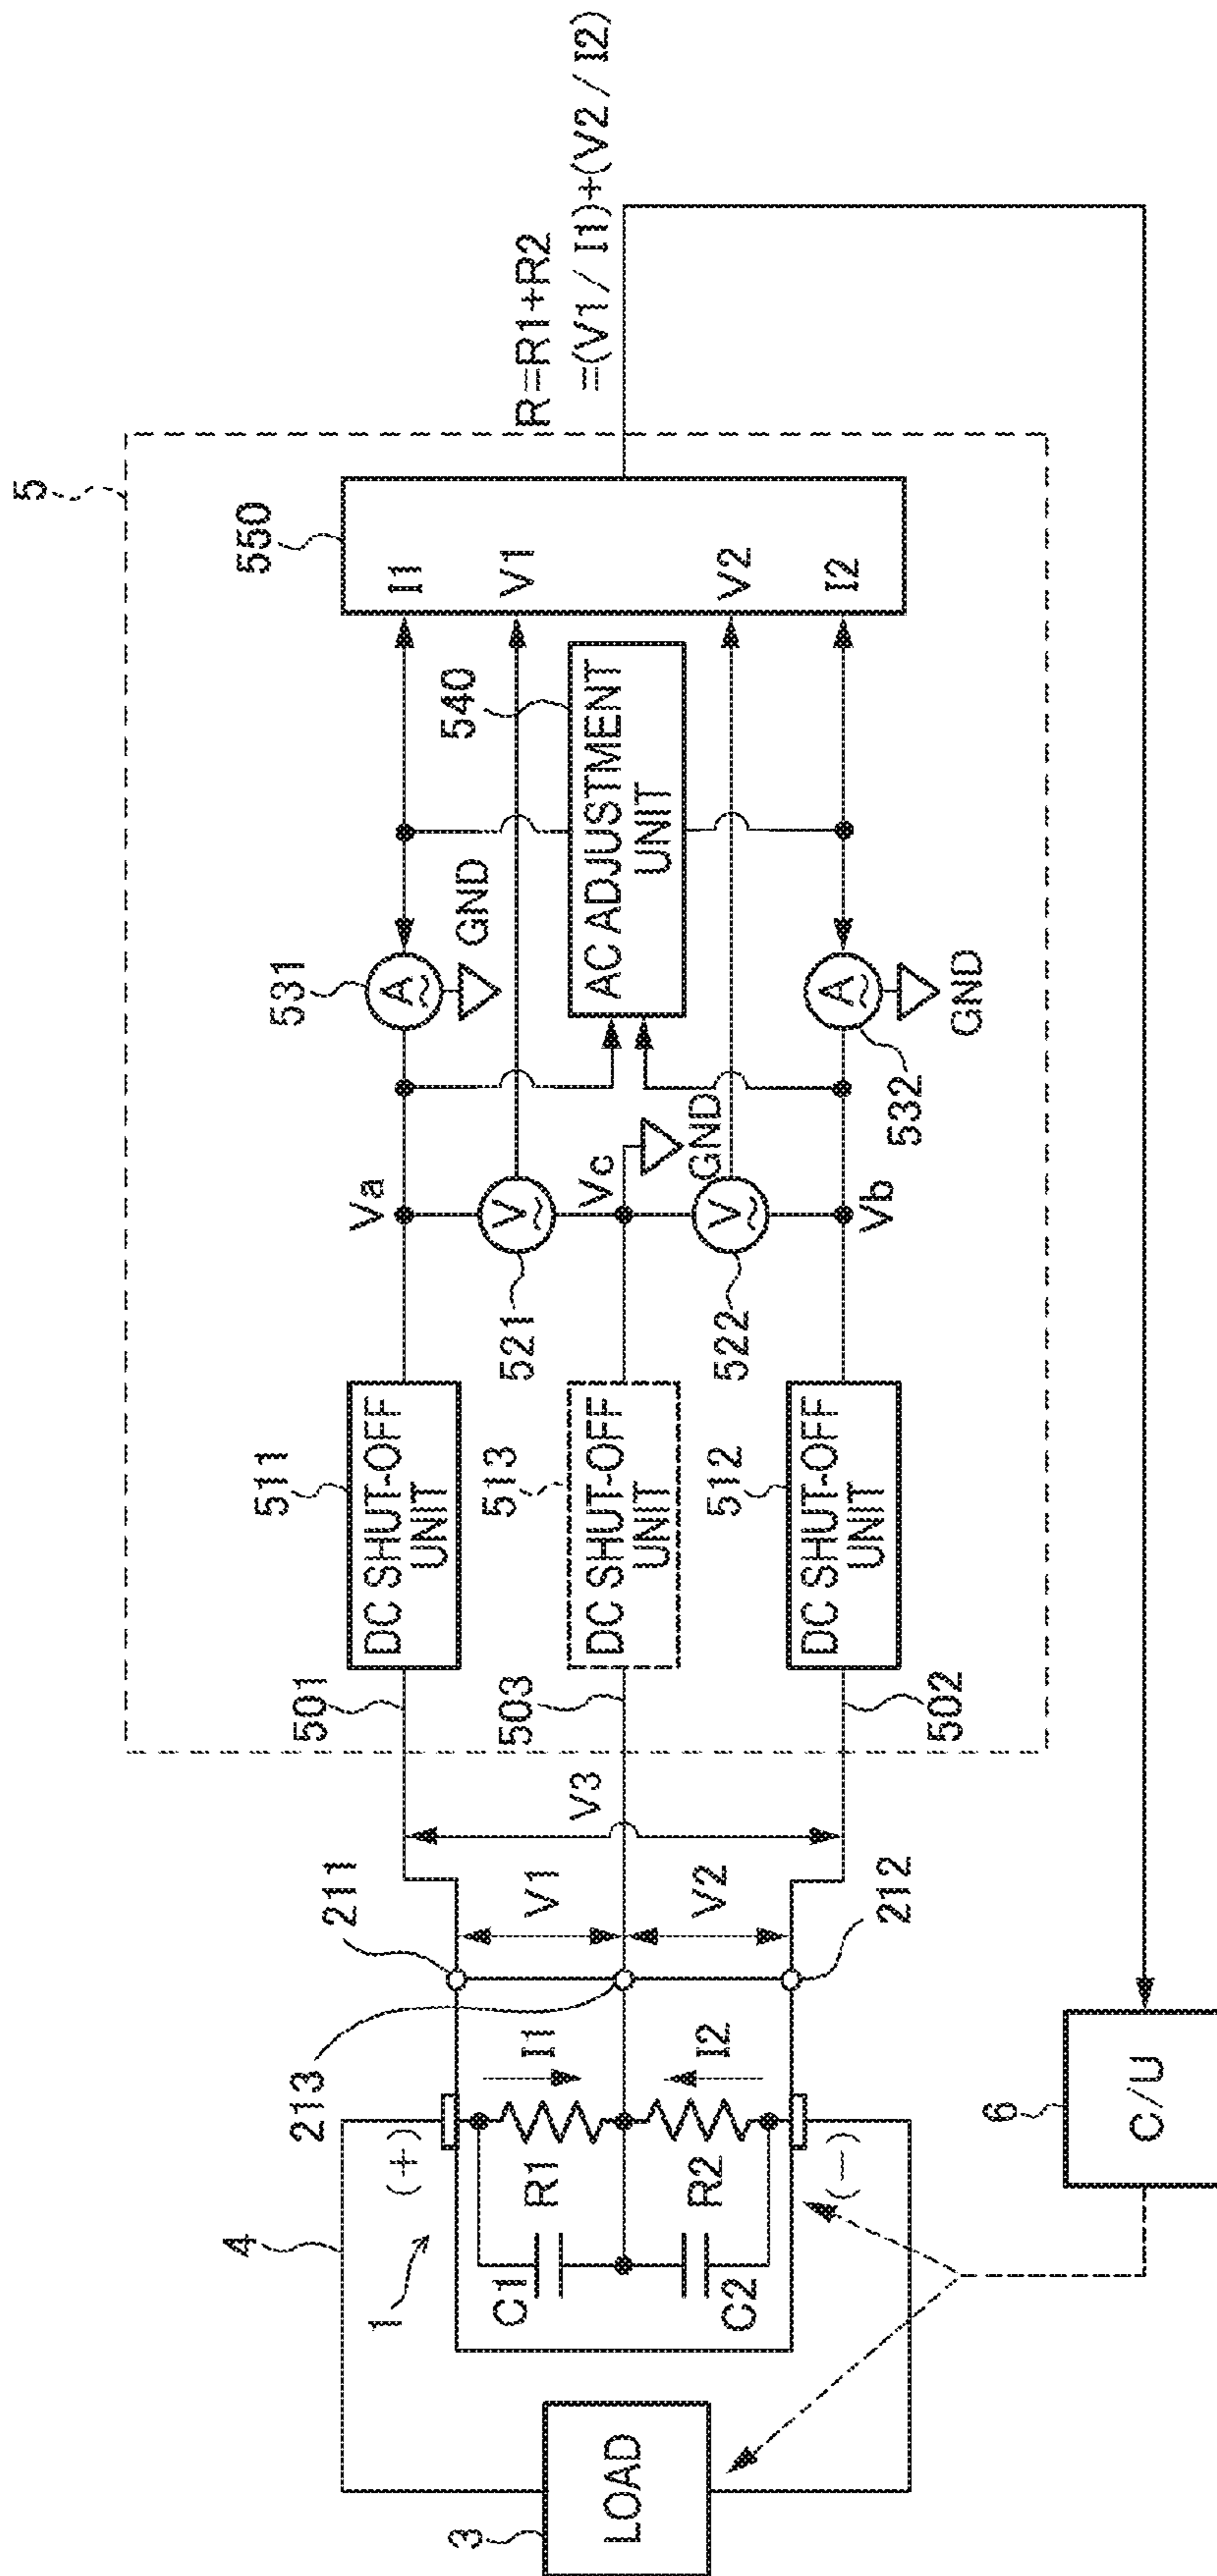 5
550
I1
V1
V2
I2
R=R1+R2
=(V1/I1)+(V2/I2)
540
AC ADJUSTMENT
UNIT
531
A
GND
A
GND
532
Va
V
521
Vc
GND
V
522
Vb
511
DC SHUT-OFF
UNIT
513
DC SHUT-OFF
UNIT
512
DC SHUT-OFF
UNIT
501
503
502
V3
211
V1
V2
212
213
I1
I2
(+)
R1
R2
(−)
4
1
C1
C2
3
LOAD
6
C/U